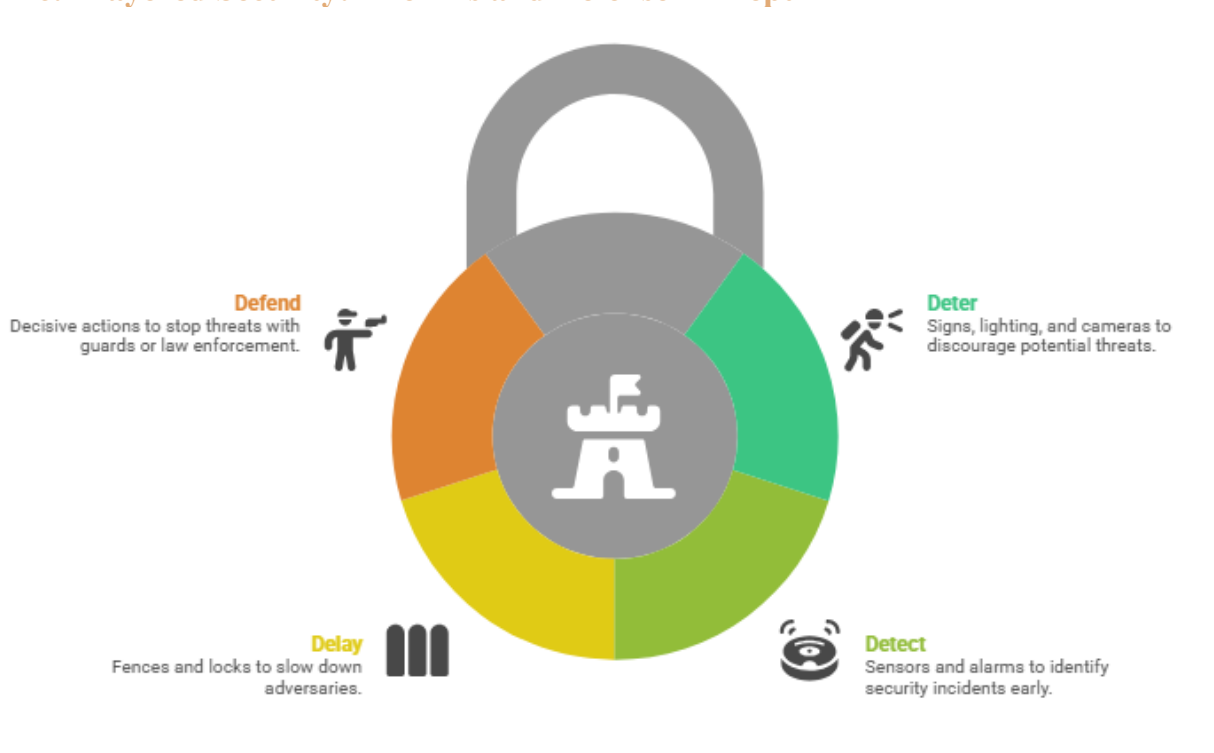 Defend
Decisive actions to stop threats with
guards or law enforcement.
Deter
Signs, lighting, and cameras to
discourage potential threats.
Delay
Fences and locks to slow down
adversaries.
Detect
Sensors and alarms to identify
security incidents early.